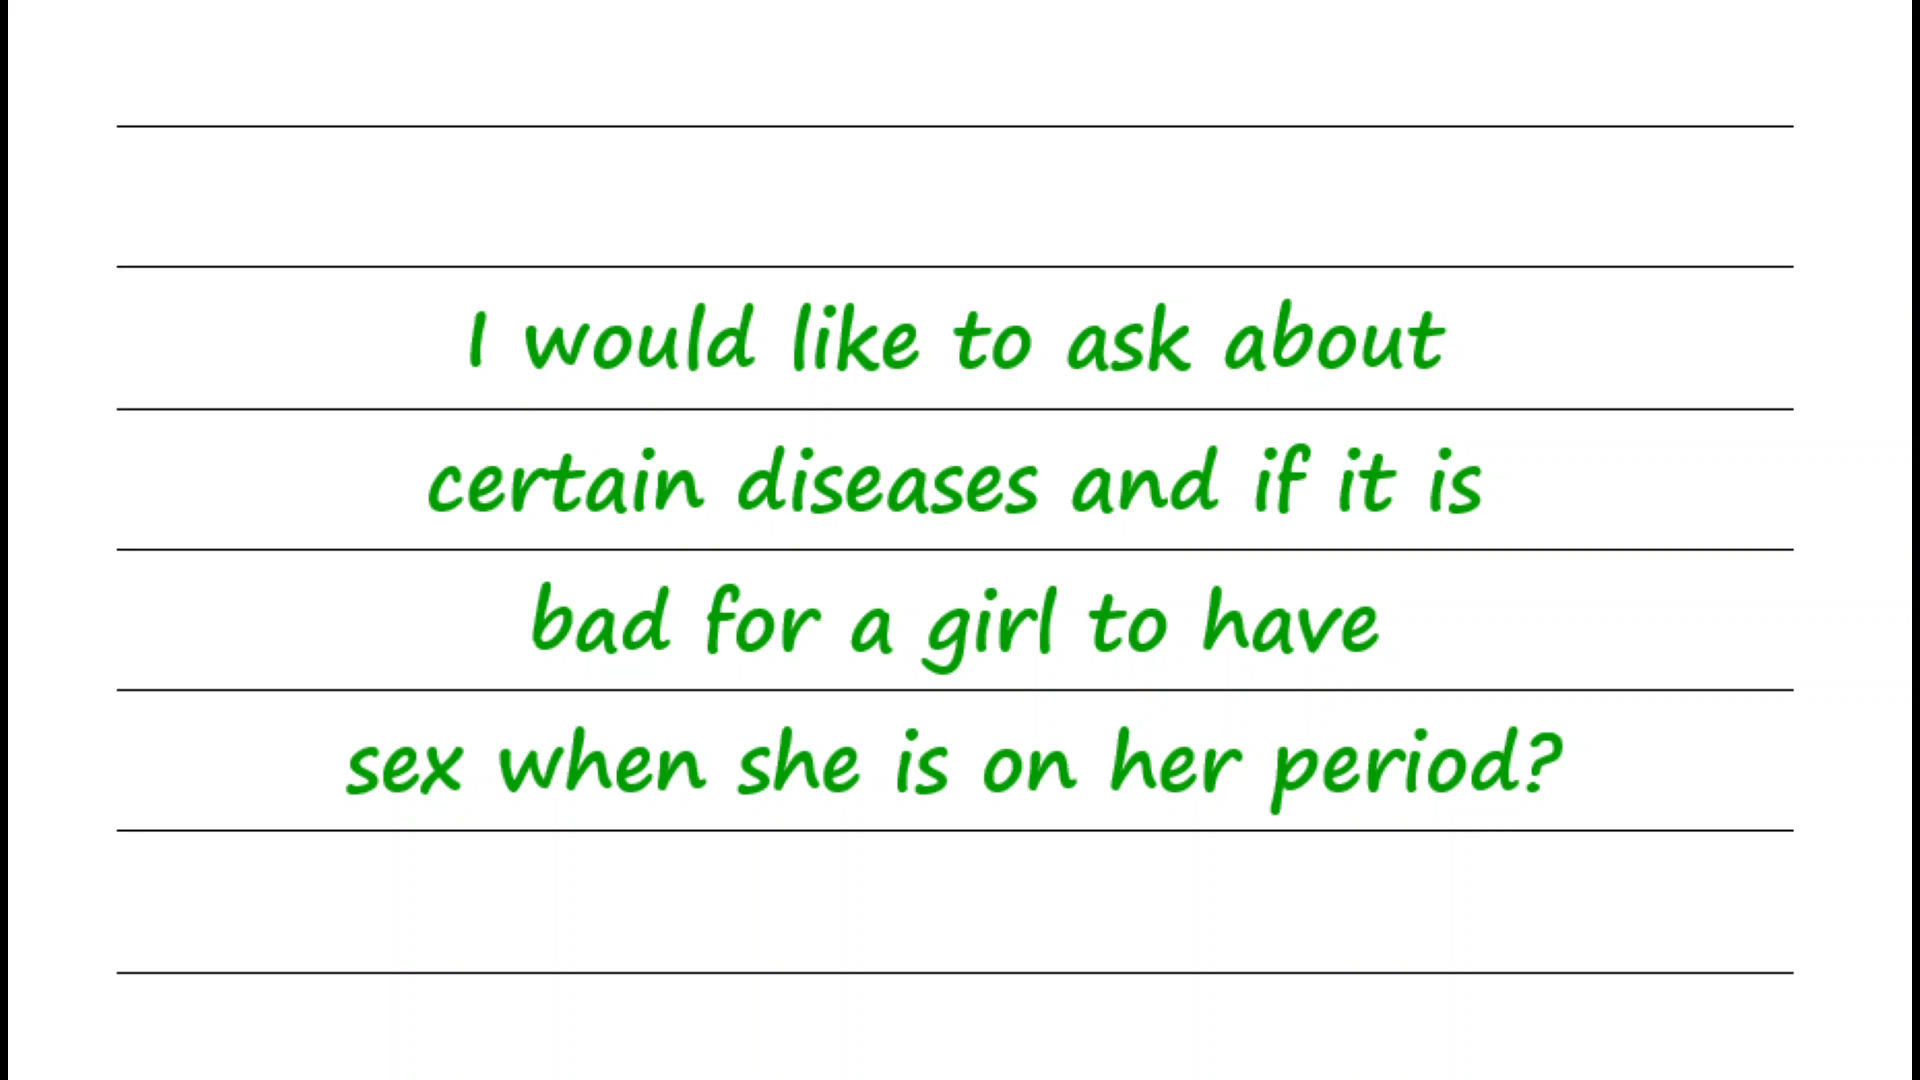 I would like to ask about
certain diseases and if it is
bad for a girl to have
sex when she is on her period?